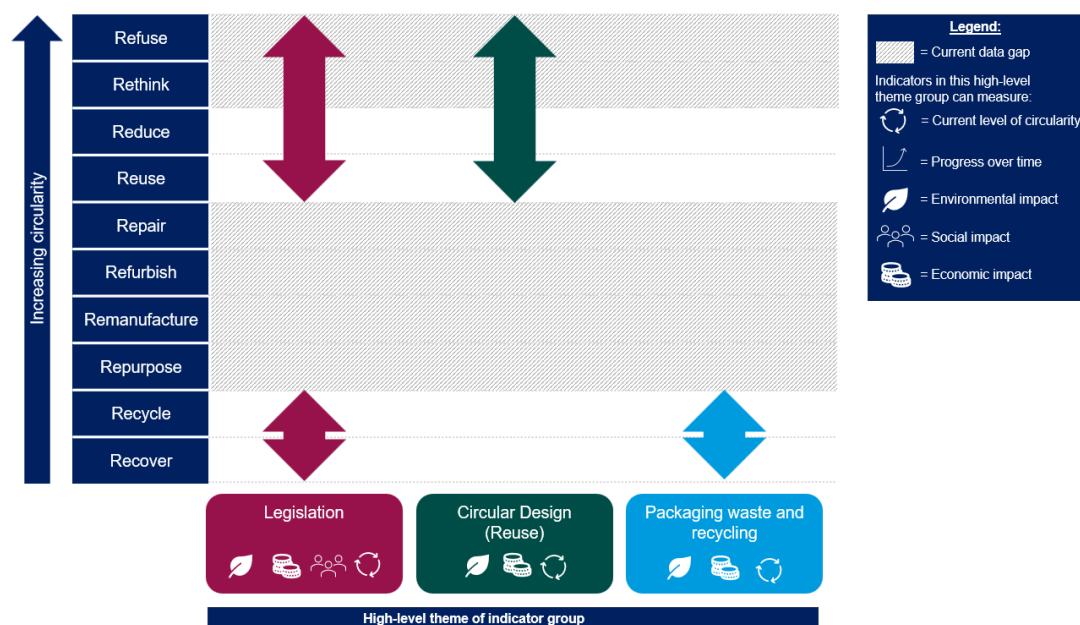 Increasing circularity
Refuse
Rethink
Reduce
Reuse
Repair
Refurbish
Remanufacture
Repurpose
Recycle
Recover
Legislation
Circular Design
(Reuse)
Packaging waste and
recycling
High-level theme of indicator group
Legend:
= Current data gap
Indicators in this high-level
theme group can measure:
= Current level of circularity
= Progress over time
= Environmental impact
= Social impact
= Economic impact